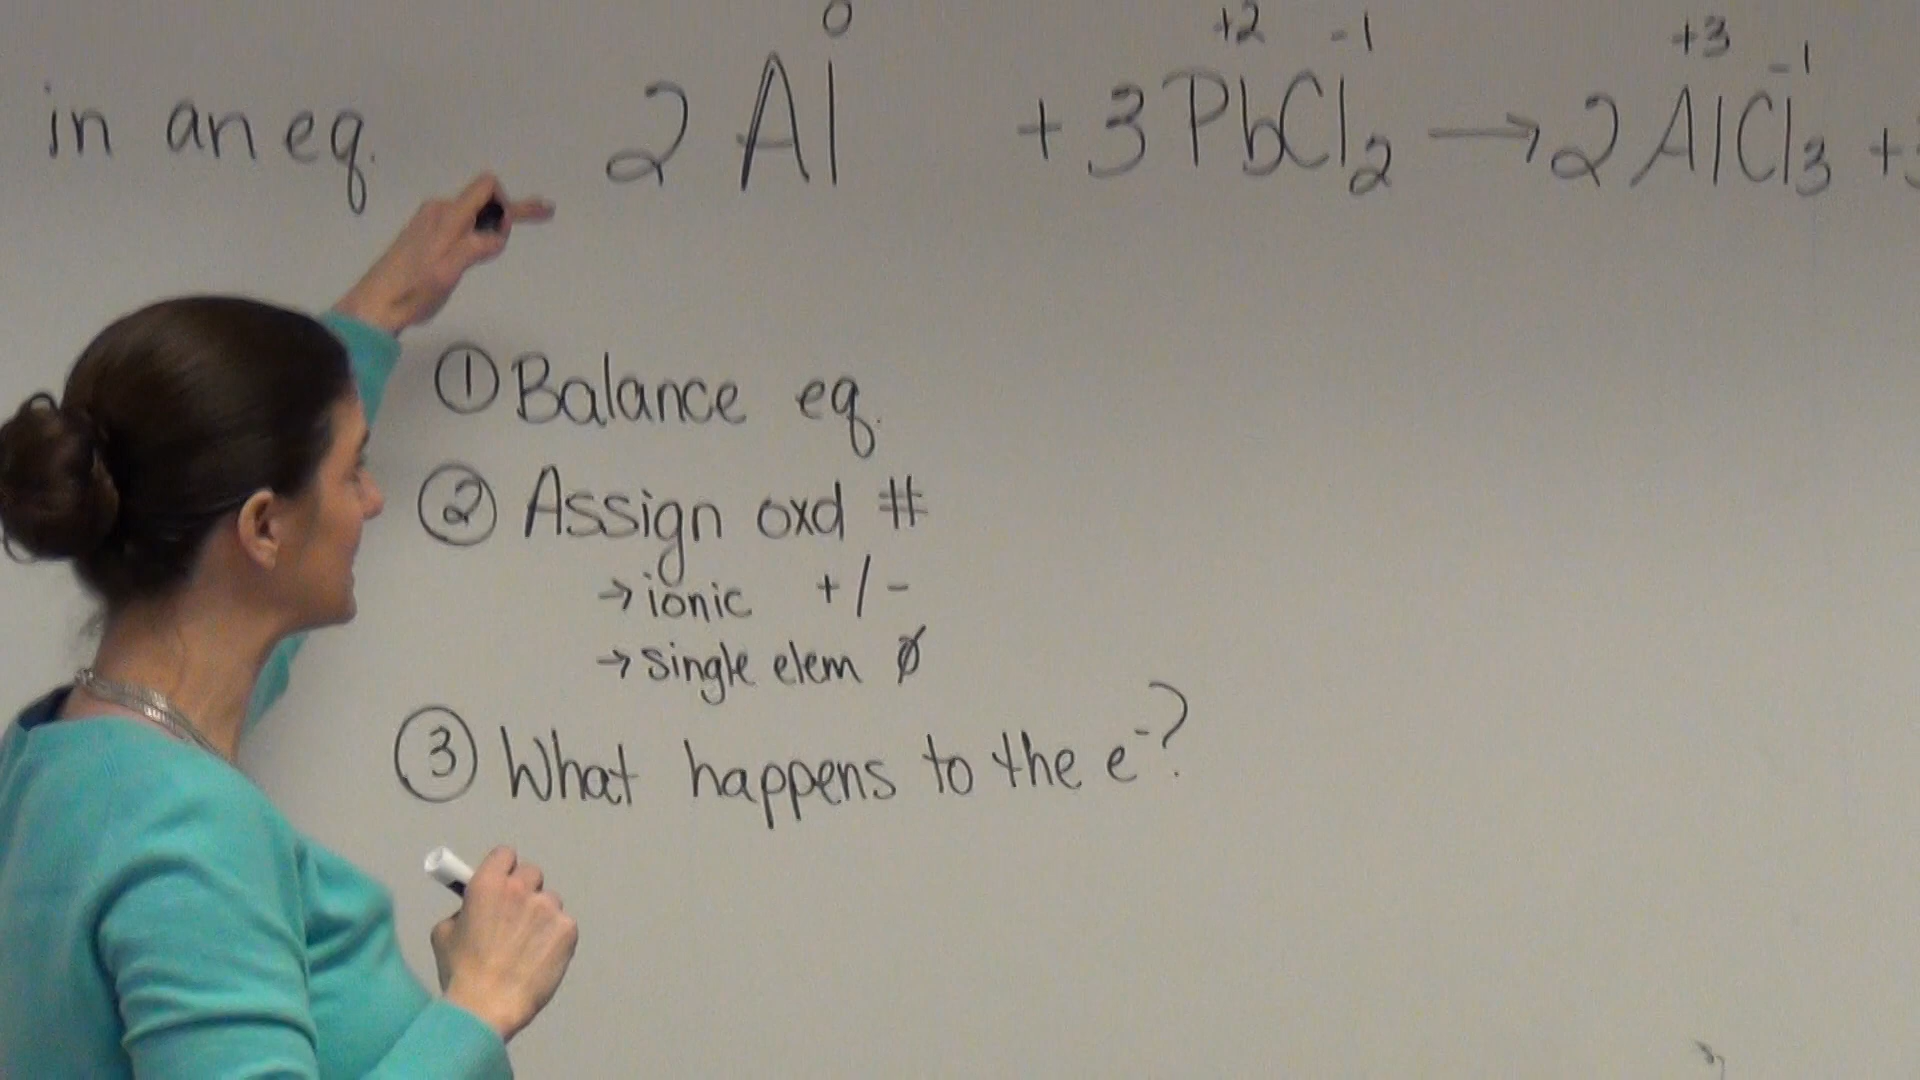 0 +2 -1 +3 -1
in an eq. 2 Al + 3 PbCl₂ → 2 AlCl₃ +
① Balance eq.
② Assign oxd #
→ ionic +/-
→ single elem Ø
③ What happens to the e⁻?